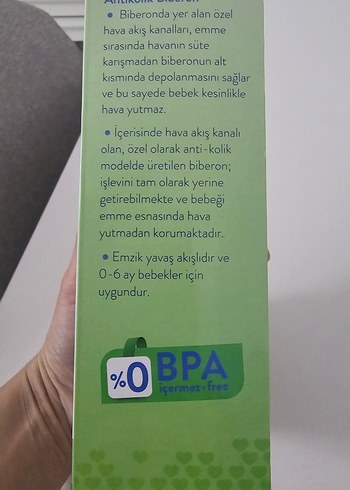 Antikolik Biberon
• Biberonda yer alan özel
hava akış kanalları, emme
sırasında havanın süte
karışmadan biberonun alt
kısmında depolanmasını sağlar
ve bu sayede bebek kesinlikle
hava yutmaz.
• İçerisinde hava akış kanalı
olan, özel olarak anti-kolik
modelde üretilen biberon;
işlevini tam olarak yerine
getirebilmekte ve bebeği
emme esnasında hava
yutmadan korumaktadır.
• Emzik yavaş akışlıdır ve
0-6 ay bebekler için
uygundur.
%0 BPA
içermez • free